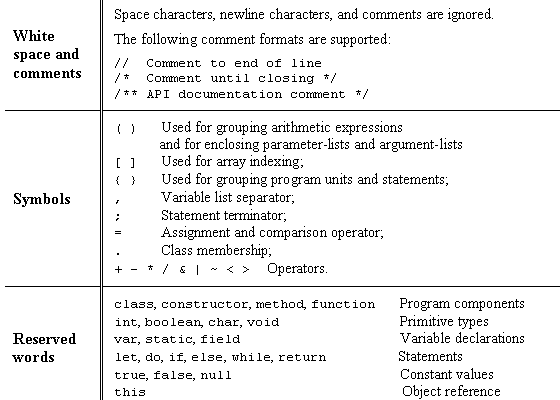 White
space and
comments
Space characters, newline characters, and comments are ignored.
The following comment formats are supported:
// Comment to end of line
/* Comment until closing */
/** API documentation comment */
Symbols
( ) Used for grouping arithmetic expressions
and for enclosing parameter-lists and argument-lists
[ ] Used for array indexing;
{ } Used for grouping program units and statements;
, Variable list separator;
; Statement terminator;
= Assignment and comparison operator;
. Class membership;
+ - * / & | ~ < > Operators.
Reserved
words
class, constructor, method, function Program components
int, boolean, char, void Primitive types
var, static, field Variable declarations
let, do, if, else, while, return Statements
true, false, null Constant values
this Object reference